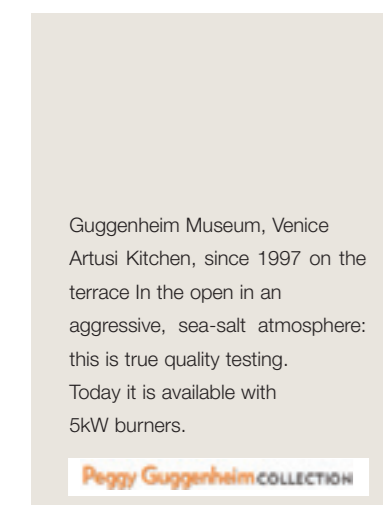 Guggenheim Museum, Venice
Artusi Kitchen, since 1997 on the
terrace In the open in an
aggressive, sea-salt atmosphere:
this is true quality testing.
Today it is available with
5kW burners.
Peggy Guggenheim COLLECTION